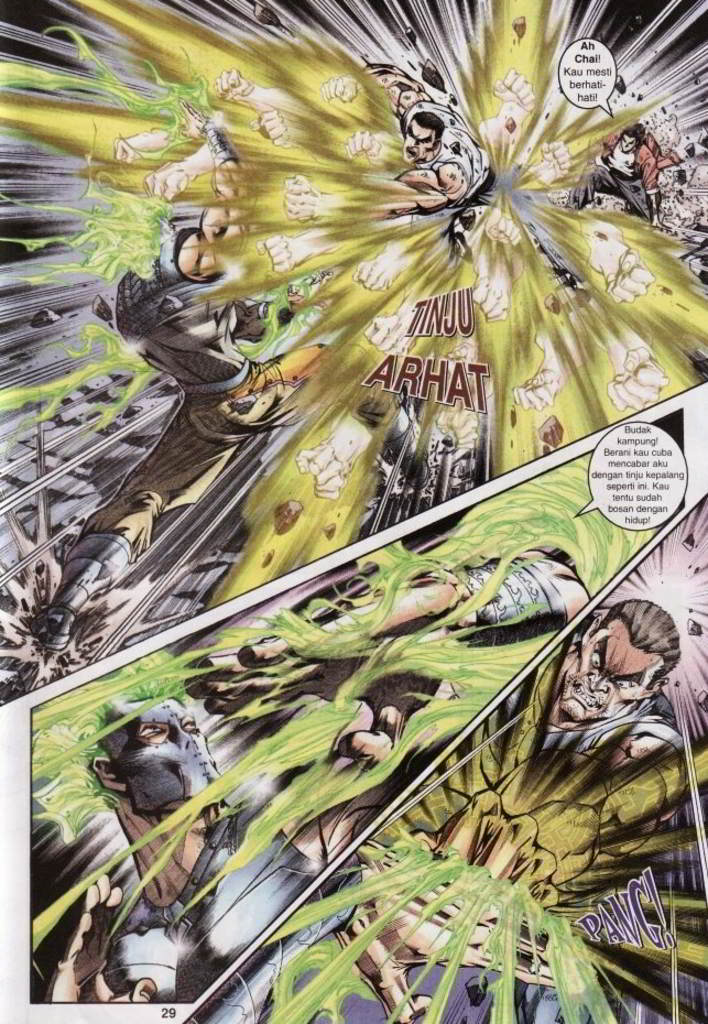 Ah
Chai!
Kau mesti
berhati-
hati!
TINJU
ARHAT
Budak
kampung!
Berani kau cuba
mencabar aku
dengan tinju kepalang
seperti ini. Kau
tentu sudah
bosan dengan
hidup!
PANG!
29